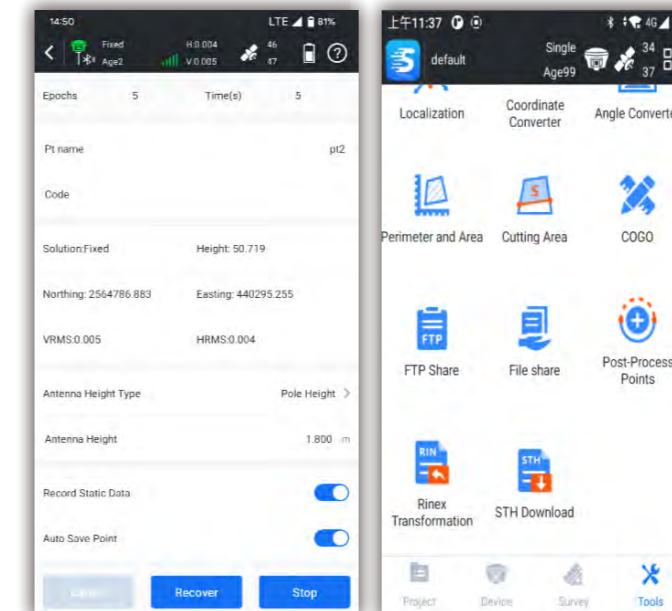 14:50
LTE 81%
Fixed
Age2
H:0.004
V:0.005
46
47
Epochs 5 Time(s) 5
Pt name pt2
Code
Solution:Fixed Height: 50.719
Northing: 2564786.883 Easting: 440295.255
VRMS:0.005 HRMS:0.004
Antenna Height Type Pole Height >
Antenna Height 1.800 m
Record Static Data
Auto Save Point
Recover Stop
上午11:37 4G
default
Single
Age99
34
37
Localization
Coordinate
Converter
Angle Converte
Perimeter and Area
S
Cutting Area
COGO
FTP
FTP Share
File share
Post-Process
Points
RIN
Rinex
Transformation
STH
STH Download
Project Device Survey Tools